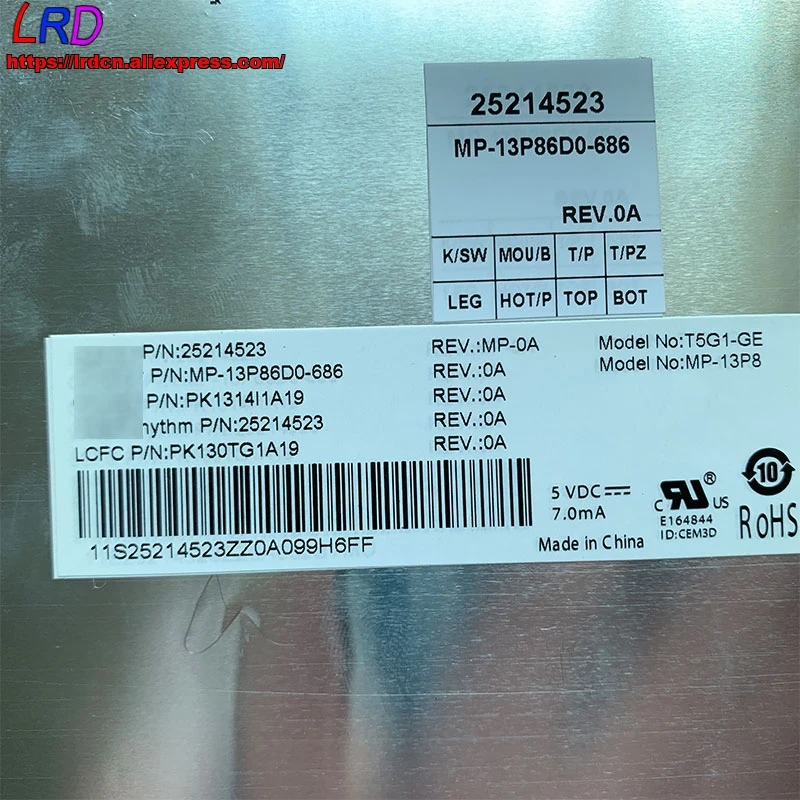 LRD
https://lrdcn.aliexpress.com/
25214523
MP-13P86D0-686
REV.0A
K/SW MOU/B T/P T/PZ
LEG HOT/P TOP BOT
P/N:25214523 REV.:MP-0A Model No:T5G1-GE
P/N:MP-13P86D0-686 REV.:0A Model No:MP-13P8
P/N:PK1314I1A19 REV.:0A
hythm P/N:25214523 REV.:0A
LCFC P/N:PK130TG1A19 REV.:0A
11S25214523ZZ0A099H6FF
5 VDC
7.0mA
Made in China
c RU ® US
E164844
ID:CEM3D
10
RoHS